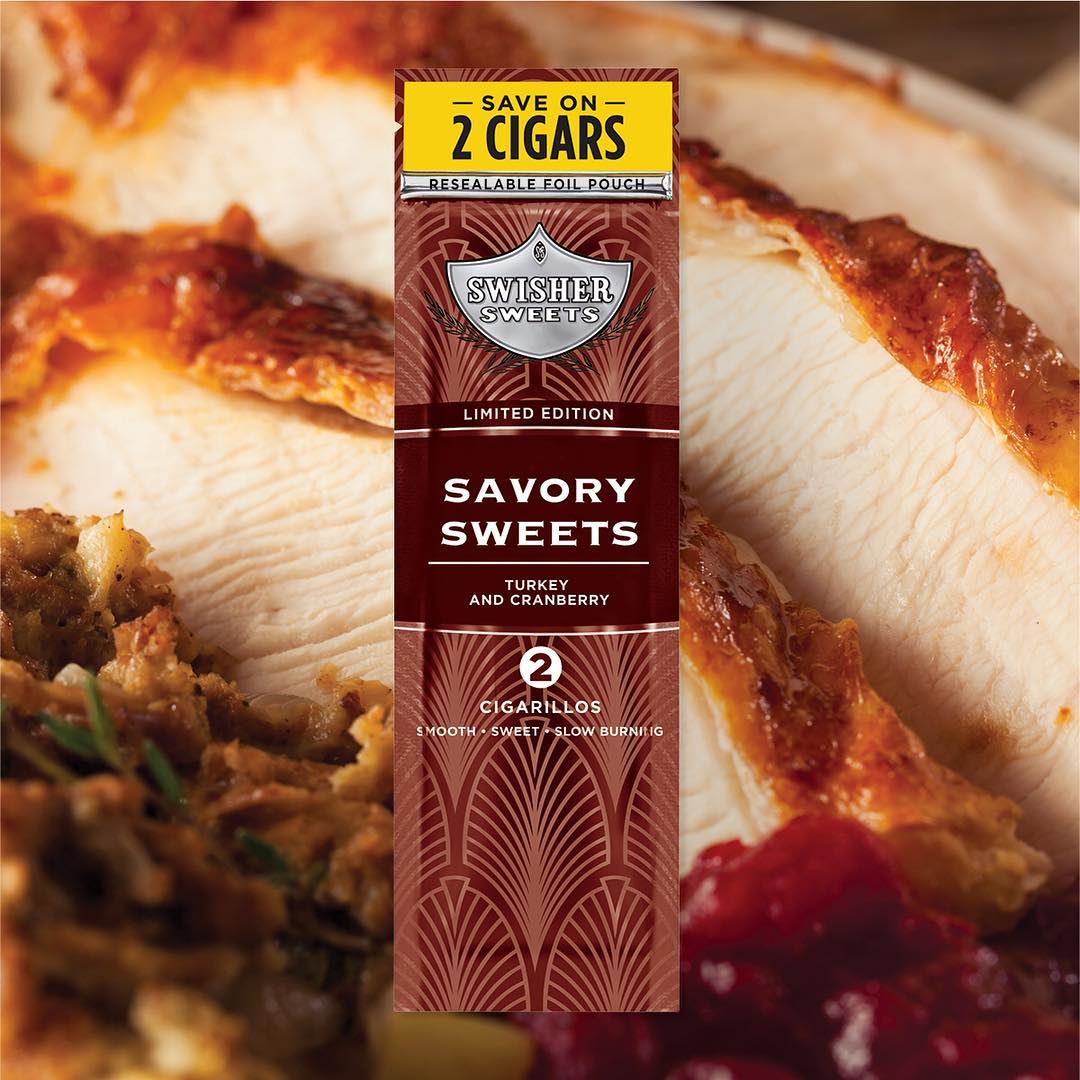 — SAVE ON —
2 CIGARS
RESEALABLE FOIL POUCH
SWISHER
SWEETS
LIMITED EDITION
SAVORY
SWEETS
TURKEY
AND CRANBERRY
2
CIGARILLOS
SMOOTH • SWEET • SLOW BURNING